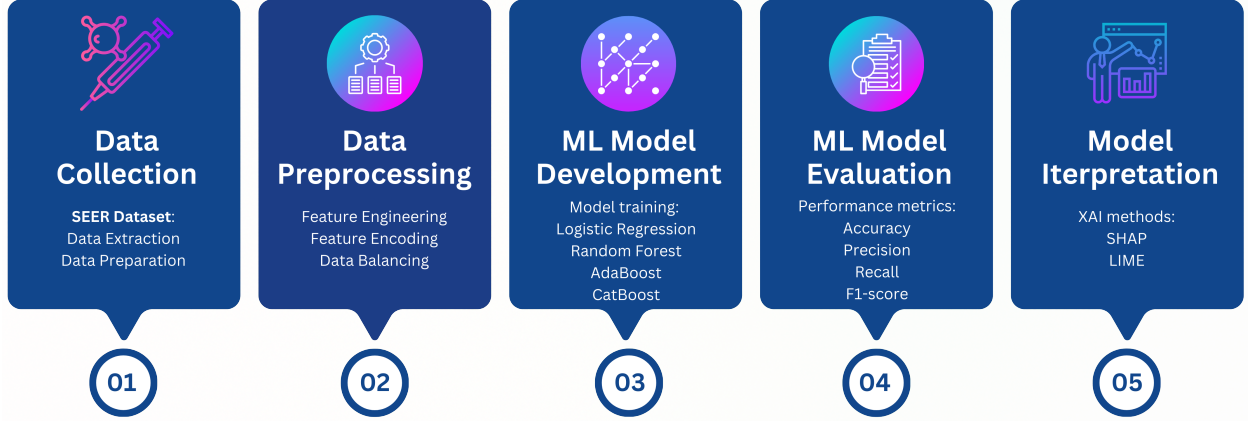 Data
Collection
SEER Dataset:
Data Extraction
Data Preparation
01
Data
Preprocessing
Feature Engineering
Feature Encoding
Data Balancing
02
ML Model
Development
Model training:
Logistic Regression
Random Forest
AdaBoost
CatBoost
03
ML Model
Evaluation
Performance metrics:
Accuracy
Precision
Recall
F1-score
04
Model
Iterpretation
XAI methods:
SHAP
LIME
05